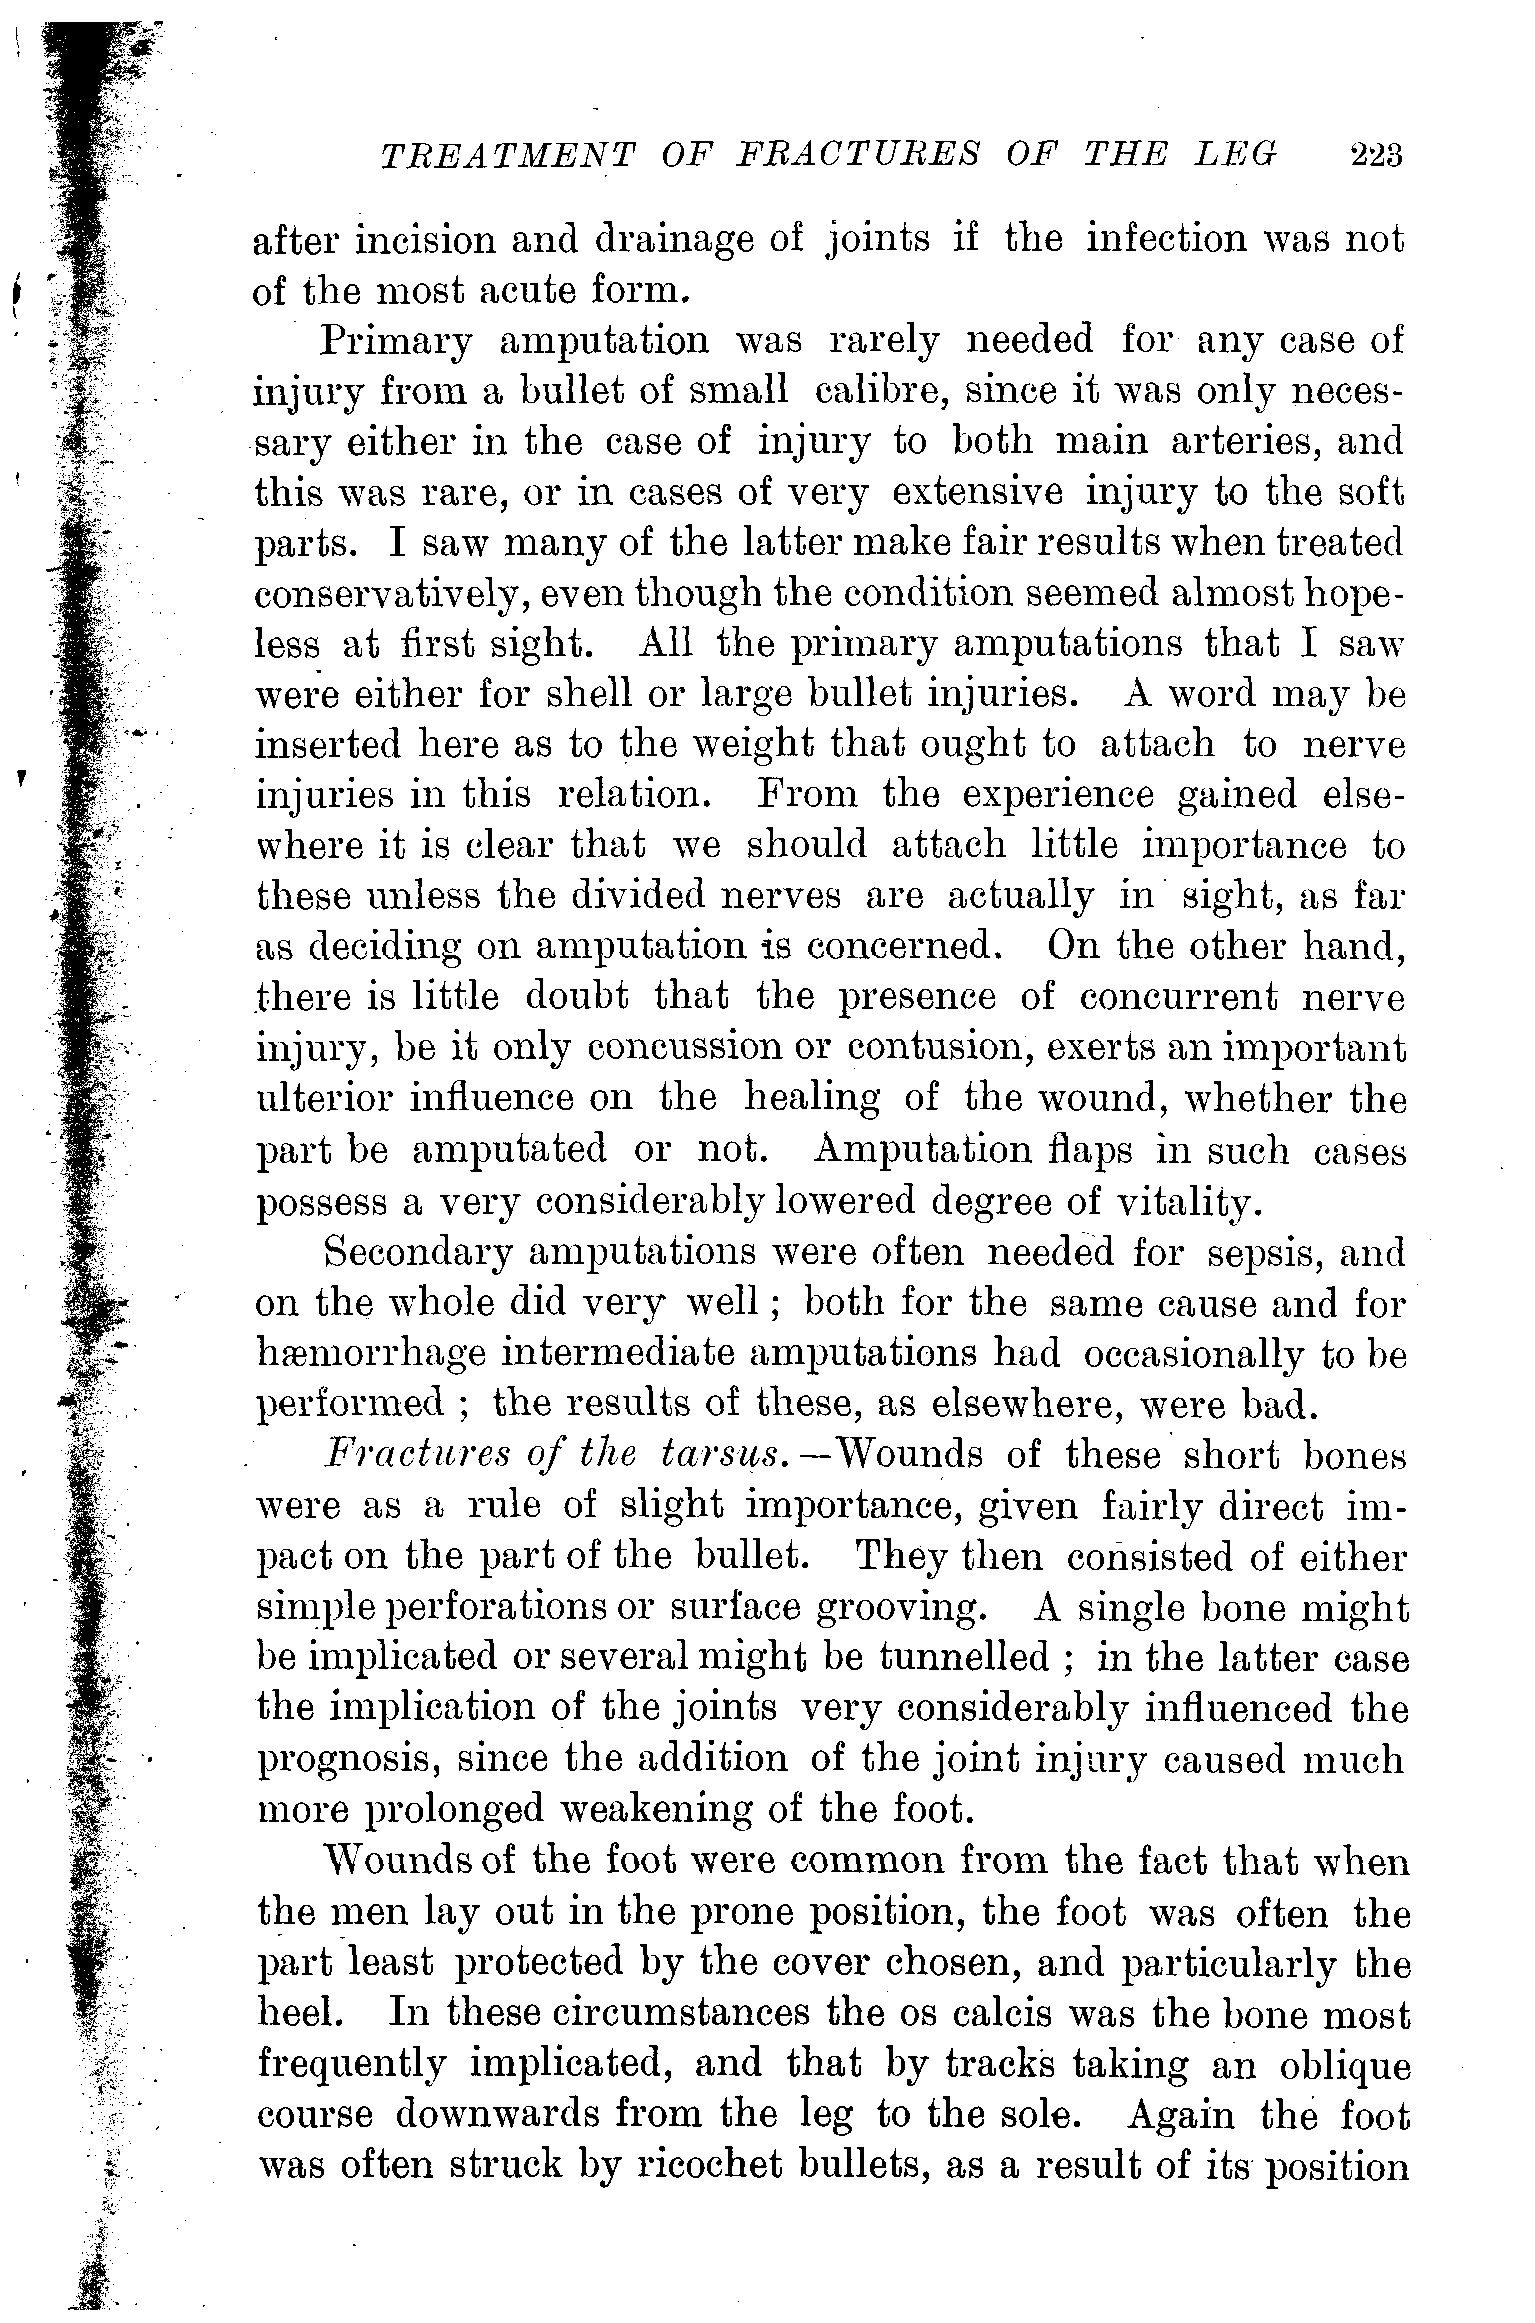 TREATMENT OF FRACTURES OF THE LEG 223
after incision and drainage of joints if the infection was not
of the most acute form.
Primary amputation was rarely needed for any case of
injury from a bullet of small calibre, since it was only neces-
sary either in the case of injury to both main arteries, and
this was rare, or in cases of very extensive injury to the soft
parts. I saw many of the latter make fair results when treated
conservatively, even though the condition seemed almost hope-
less at first sight. All the primary amputations that I saw
were either for shell or large bullet injuries. A word may be
inserted here as to the weight that ought to attach to nerve
injuries in this relation. From the experience gained else-
where it is clear that we should attach little importance to
these unless the divided nerves are actually in sight, as far
as deciding on amputation is concerned. On the other hand,
there is little doubt that the presence of concurrent nerve
injury, be it only concussion or contusion, exerts an important
ulterior influence on the healing of the wound, whether the
part be amputated or not. Amputation flaps in such cases
possess a very considerably lowered degree of vitality.
Secondary amputations were often needed for sepsis, and
on the whole did very well ; both for the same cause and for
hæmorrhage intermediate amputations had occasionally to be
performed ; the results of these, as elsewhere, were bad.
Fractures of the tarsus.—Wounds of these short bones
were as a rule of slight importance, given fairly direct im-
pact on the part of the bullet. They then consisted of either
simple perforations or surface grooving. A single bone might
be implicated or several might be tunnelled ; in the latter case
the implication of the joints very considerably influenced the
prognosis, since the addition of the joint injury caused much
more prolonged weakening of the foot.
Wounds of the foot were common from the fact that when
the men lay out in the prone position, the foot was often the
part least protected by the cover chosen, and particularly the
heel. In these circumstances the os calcis was the bone most
frequently implicated, and that by tracks taking an oblique
course downwards from the leg to the sole. Again the foot
was often struck by ricochet bullets, as a result of its position